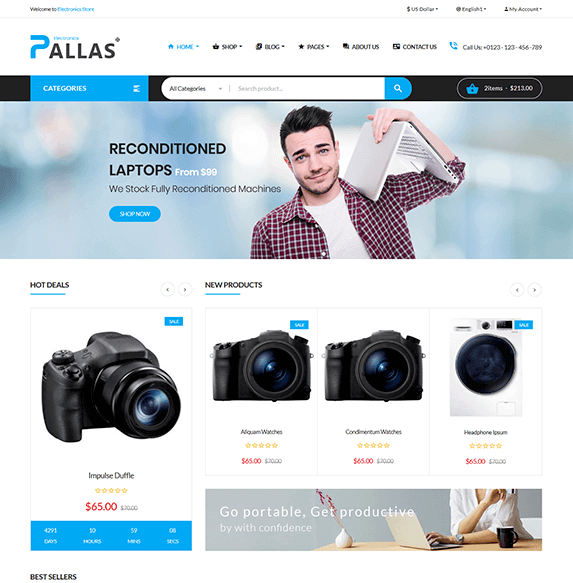 Welcome to Electronics Store
$ US Dollar
English1
My Account
Electronics
PALLAS
HOME
SHOP
BLOG
PAGES
ABOUT US
CONTACT US
Call Us: +0123 - 123 - 456 -789
CATEGORIES
All Categories
Search product...
2items - $213.00
RECONDITIONED
LAPTOPS From $99
We Stock Fully Reconditioned Machines
SHOP NOW
HOT DEALS
SALE
Impulse Duffle
$65.00 $70.00
4291 10 59 08
DAYS HOURS MINS SECS
NEW PRODUCTS
SALE
Aliquam Watches
$65.00 $70.00
Condimentum Watches
$65.00 $70.00
SALE
Headphone Ipsum
$65.00 $70.00
Go portable, Get productive
by with confidence
BEST SELLERS